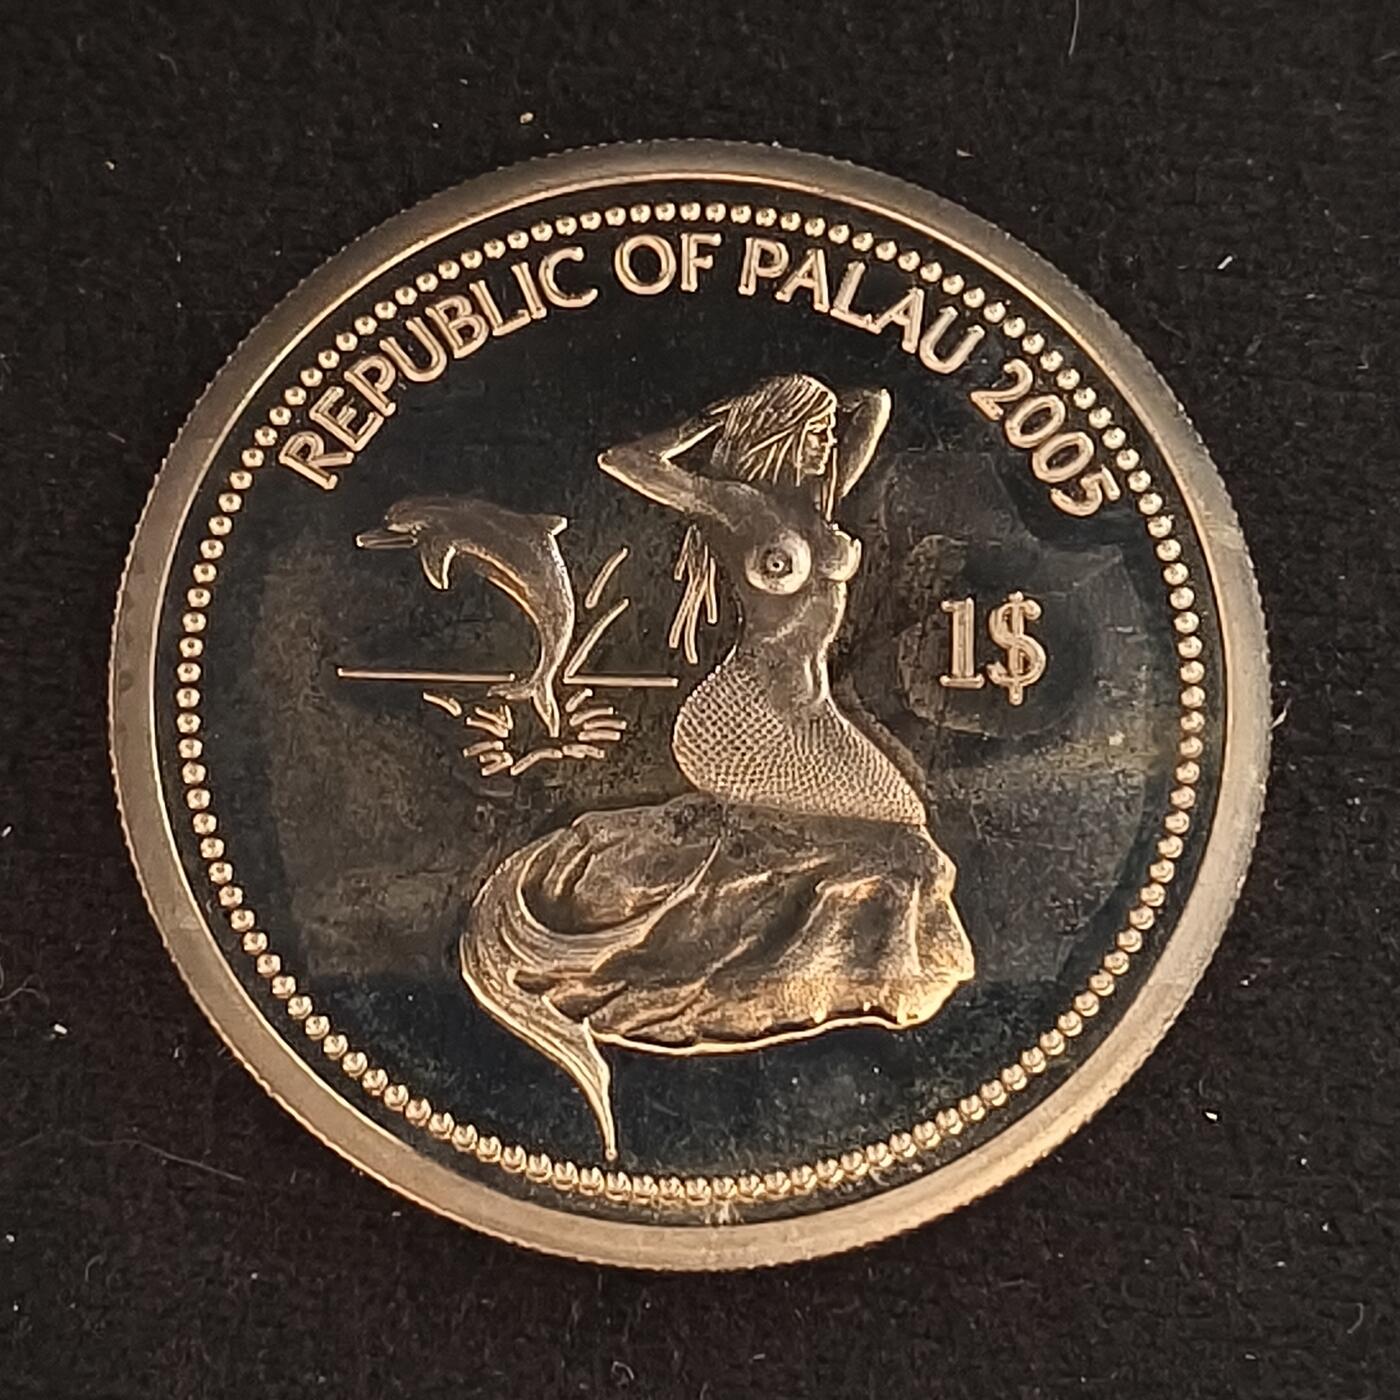 REPUBLIC OF PALAU 2005
1$